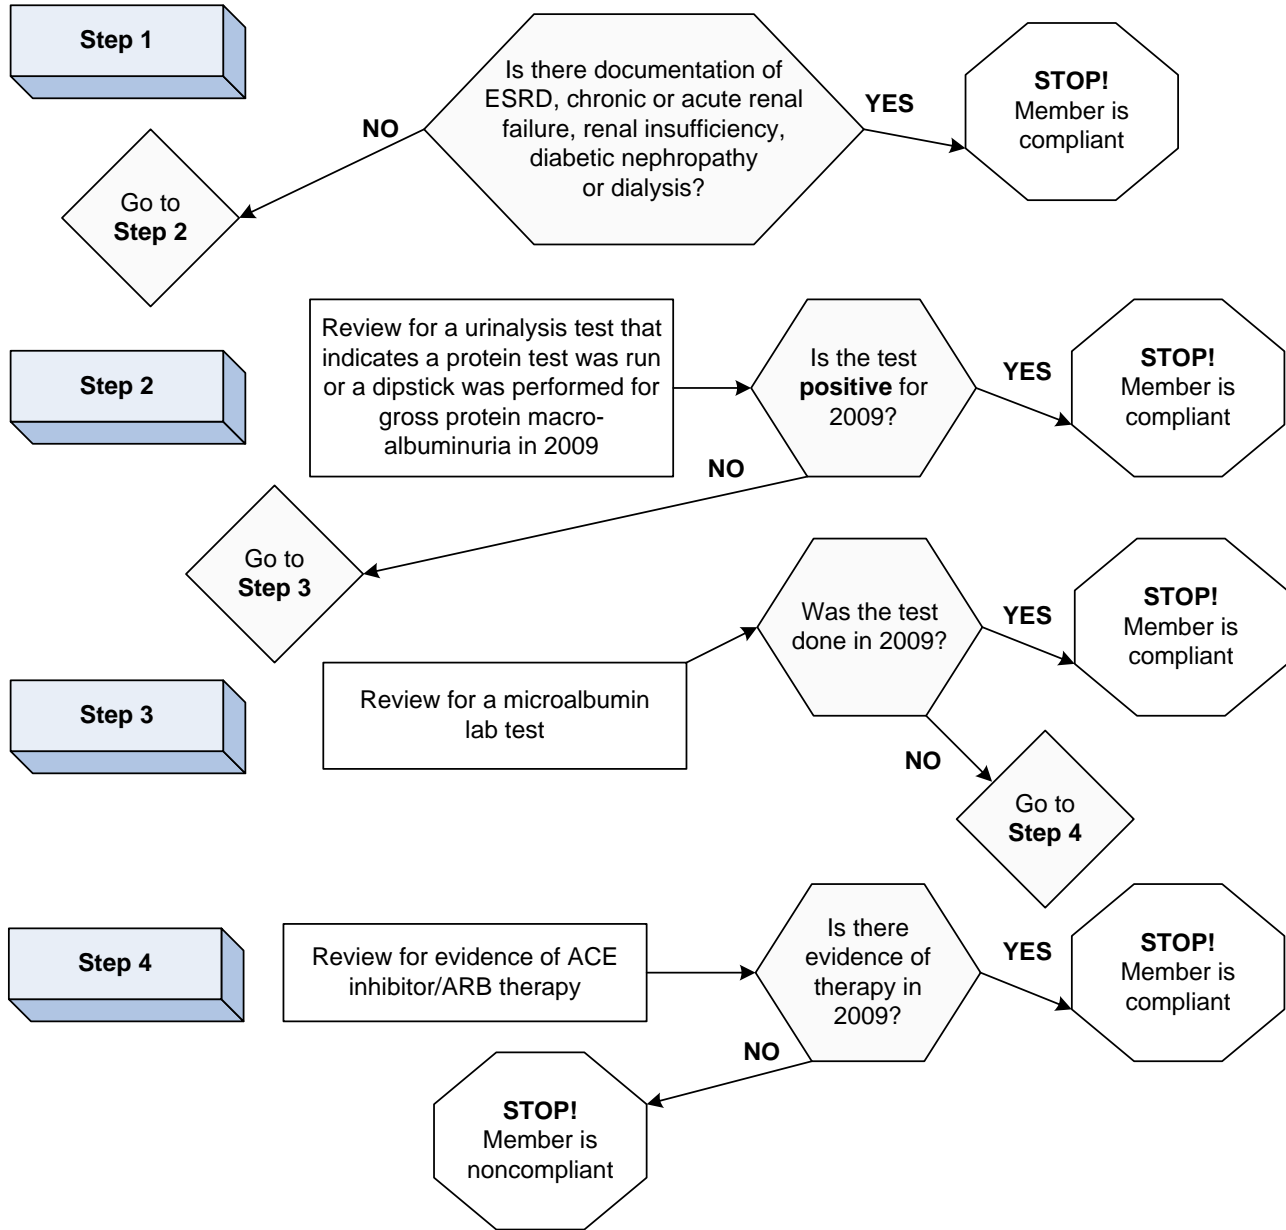 Step 1
Is there documentation of
ESRD, chronic or acute renal
failure, renal insufficiency,
diabetic nephropathy
or dialysis?
YES
STOP!
Member is
compliant
NO
Go to
Step 2
Step 2
Review for a urinalysis test that
indicates a protein test was run
or a dipstick was performed for
gross protein macro-
albuminuria in 2009
Is the test
positive for
2009?
YES
STOP!
Member is
compliant
NO
Go to
Step 3
Step 3
Review for a microalbumin
lab test
Was the test
done in 2009?
YES
STOP!
Member is
compliant
NO
Go to
Step 4
Step 4
Review for evidence of ACE
inhibitor/ARB therapy
Is there
evidence of
therapy in
2009?
YES
STOP!
Member is
compliant
NO
STOP!
Member is
noncompliant